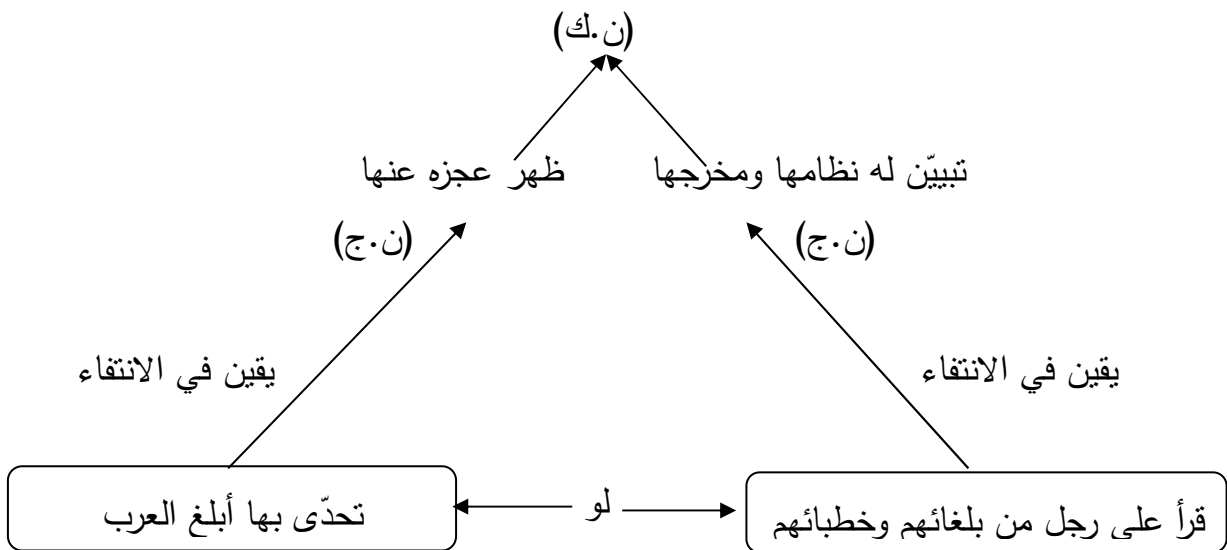 (ن.ك)
تبييّن له نظامها ومخرجها
ظهر عجزه عنها
(ن.ج)
(ن.ج)
يقين في الانتفاء
يقين في الانتفاء
قرأ على رجل من بلغائهم وخطبائهم
لو
تحدّى بها أبلغ العرب